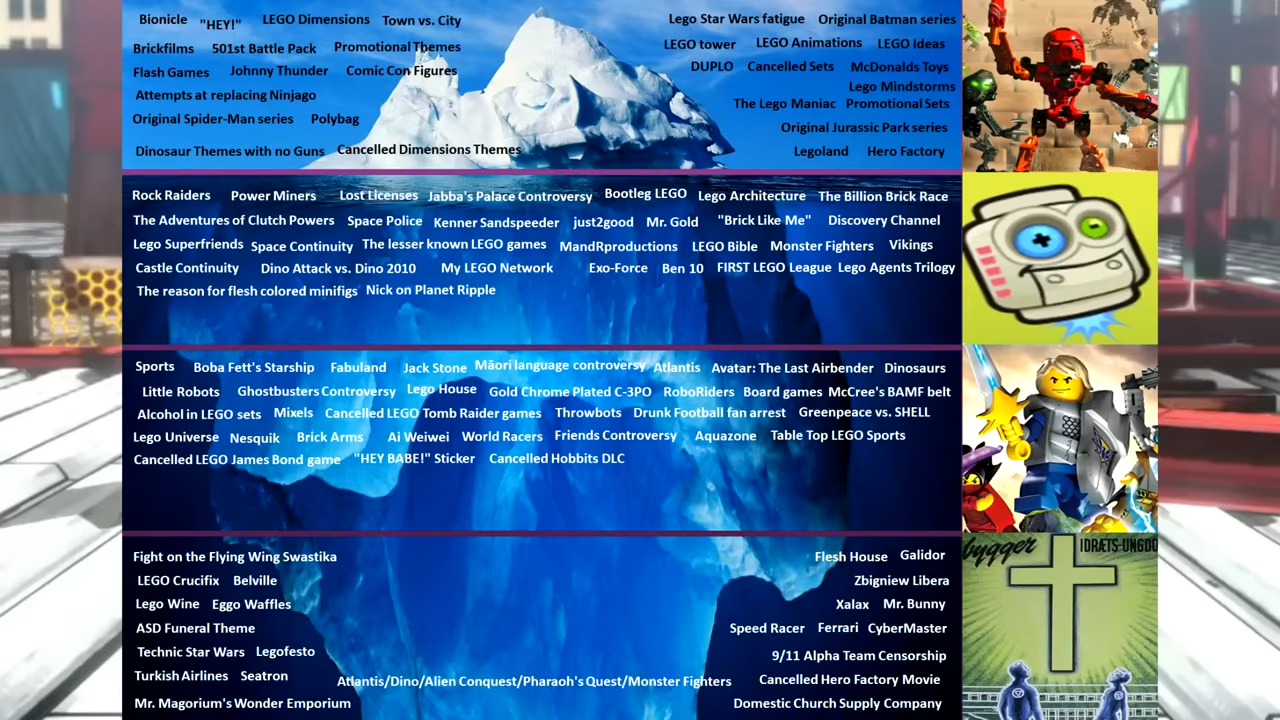 Bionicle "HEY!" LEGO Dimensions Town vs. City
Brickfilms 501st Battle Pack Promotional Themes
Flash Games Johnny Thunder Comic Con Figures
Attempts at replacing Ninjago
Original Spider-Man series Polybag
Dinosaur Themes with no Guns Cancelled Dimensions Themes
Lego Star Wars fatigue Original Batman series
LEGO tower LEGO Animations LEGO Ideas
DUPLO Cancelled Sets McDonalds Toys
Lego Mindstorms
The Lego Maniac Promotional Sets
Original Jurassic Park series
Legoland Hero Factory
Rock Raiders Power Miners Lost Licenses Jabba's Palace Controversy Bootleg LEGO Lego Architecture The Billion Brick Race
The Adventures of Clutch Powers Space Police Kenner Sandspeeder just2good Mr. Gold "Brick Like Me" Discovery Channel
Lego Superfriends Space Continuity The lesser known LEGO games MandRproductions LEGO Bible Monster Fighters Vikings
Castle Continuity Dino Attack vs. Dino 2010 My LEGO Network Exo-Force Ben 10 FIRST LEGO League Lego Agents Trilogy
The reason for flesh colored minifigs Nick on Planet Ripple
Sports Boba Fett's Starship Fabuland Jack Stone Māori language controversy Atlantis Avatar: The Last Airbender Dinosaurs
Little Robots Ghostbusters Controversy Lego House Gold Chrome Plated C-3PO RoboRiders Board games McCree's BAMF belt
Alcohol in LEGO sets Mixels Cancelled LEGO Tomb Raider games Throwbots Drunk Football fan arrest Greenpeace vs. SHELL
Lego Universe Nesquik Brick Arms Ai Weiwei World Racers Friends Controversy Aquazone Table Top LEGO Sports
Cancelled LEGO James Bond game "HEY BABE!" Sticker Cancelled Hobbits DLC
Fight on the Flying Wing Swastika
LEGO Crucifix Belville
Lego Wine Eggo Waffles
ASD Funeral Theme
Technic Star Wars Legofesto
Turkish Airlines Seatron
Mr. Magorium's Wonder Emporium
Atlantis/Dino/Alien Conquest/Pharaoh's Quest/Monster Fighters
Flesh House Galidor
Zbigniew Libera
Xalax Mr. Bunny
Speed Racer Ferrari CyberMaster
9/11 Alpha Team Censorship
Cancelled Hero Factory Movie
Domestic Church Supply Company
bygger IDRÆTS-UNGDO